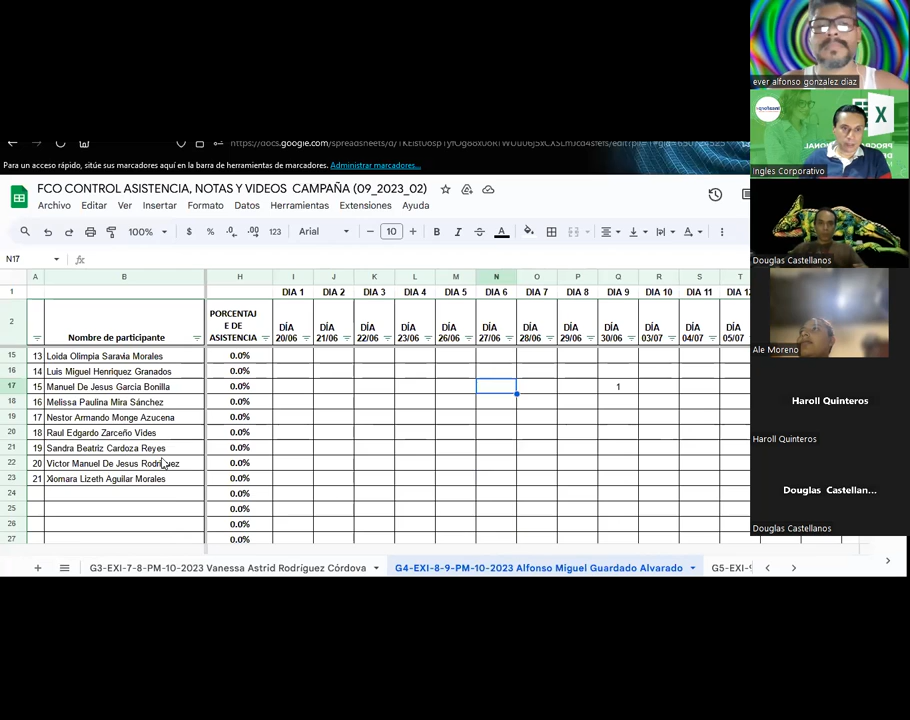 Para un acceso rápido, sitúe sus marcadores aquí en la barra de herramientas de marcadores. Administrar marcadores...
FCO CONTROL ASISTENCIA, NOTAS Y VIDEOS CAMPAÑA (09_2023_02)
Archivo Editar Ver Insertar Formato Datos Herramientas Extensiones Ayuda
100% $ % .0 .00 123 Arial 10 B I A
N17 fx
A B H I J K L M N O P Q R S T
1 DIA 1 DIA 2 DIA 3 DIA 4 DIA 5 DIA 6 DIA 7 DIA 8 DIA 9 DIA 10 DIA 11
2 Nombre de participante PORCENTAJ E DE ASISTENCIA DÍA 20/06 DÍA 21/06 DÍA 22/06 DÍA 23/06 DÍA 26/06 DÍA 27/06 DÍA 28/06 DÍA 29/06 DÍA 30/06 DÍA 03/07 DÍA 04/07 DÍA 05/07
15 13 Loida Olimpia Saravia Morales 0.0%
16 14 Luis Miguel Henriquez Granados 0.0%
17 15 Manuel De Jesus Garcia Bonilla 0.0% 1
18 16 Melissa Paulina Mira Sánchez 0.0%
19 17 Nestor Armando Monge Azucena 0.0%
20 18 Raul Edgardo Zarceño Vides 0.0%
21 19 Sandra Beatriz Cardoza Reyes 0.0%
22 20 Victor Manuel De Jesus Rodriguez 0.0%
23 21 Xiomara Lizeth Aguilar Morales 0.0%
24 0.0%
25 0.0%
26 0.0%
27 0.0%
G3-EXI-7-8-PM-10-2023 Vanessa Astrid Rodríguez Córdova G4-EXI-8-9-PM-10-2023 Alfonso Miguel Guardado Alvarado
ever alfonso gonzalez diaz
Ingles Corporativo
Douglas Castellanos
Ale Moreno
Haroll Quinteros
Haroll Quinteros
Douglas Castellan...
Douglas Castellanos